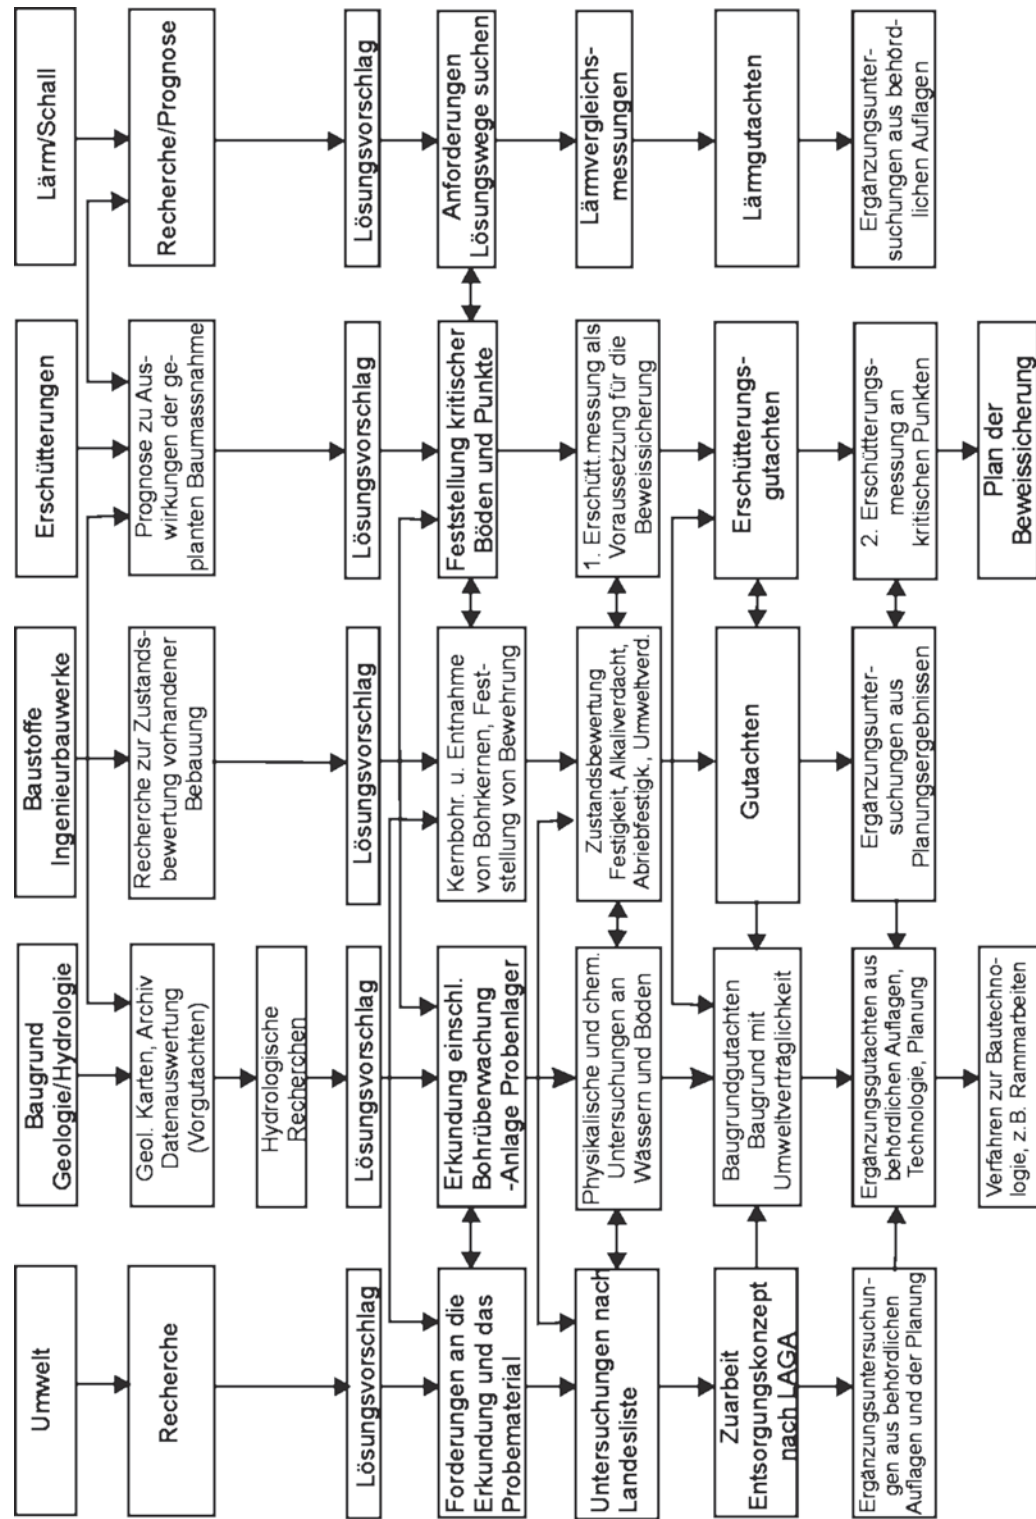 Umwelt
Baugrund
Geologie/Hydrologie
Baustoffe
Ingenieurbauwerke
Erschütterungen
Lärm/Schall
Recherche
Geol. Karten, Archiv
Datenauswertung
(Vorgutachten)
Recherche zur Zustands-
bewertung vorhandener
Bebauung
Prognose zu Aus-
wirkungen der ge-
planten Baumassnahme
Recherche/Prognose
Hydrologische
Recherchen
Lösungsvorschlag
Lösungsvorschlag
Lösungsvorschlag
Lösungsvorschlag
Lösungsvorschlag
Forderungen an die
Erkundung und das
Probematerial
Erkundung einschl.
Bohrüberwachung
-Anlage Probenlager
Kernbohr. u. Entnahme
von Bohrkernen, Fest-
stellung von Bewehrung
Feststellung kritischer
Böden und Punkte
Anforderungen
Lösungswege suchen
Untersuchungen nach
Landesliste
Physikalische und chem.
Untersuchungen an
Wässern und Böden
Zustandsbewertung
Festigkeit, Alkaliverdacht,
Abriebfestigk., Umweltverd.
1. Erschütt.messung als
Voraussetzung für die
Beweissicherung
Lärmvergleichs-
messungen
Zuarbeit
Entsorgungskonzept
nach LAGA
Baugrundgutachten
Baugrund mit
Umweltverträglichkeit
Gutachten
Erschütterungs-
gutachten
Lärmgutachten
Ergänzungsuntersuchun-
gen aus behördlichen
Auflagen und der Planung
Ergänzungsgutachten aus
behördlichen Auflagen,
Technologie, Planung
Ergänzungsunter-
suchungen aus
Planungsergebnissen
2. Erschütterungs-
messung an
kritischen Punkten
Ergänzungsunter-
suchungen aus behörd-
lichen Auflagen
Verfahren zur Bautechno-
logie, z.B. Rammarbeiten
Plan der
Beweissicherung